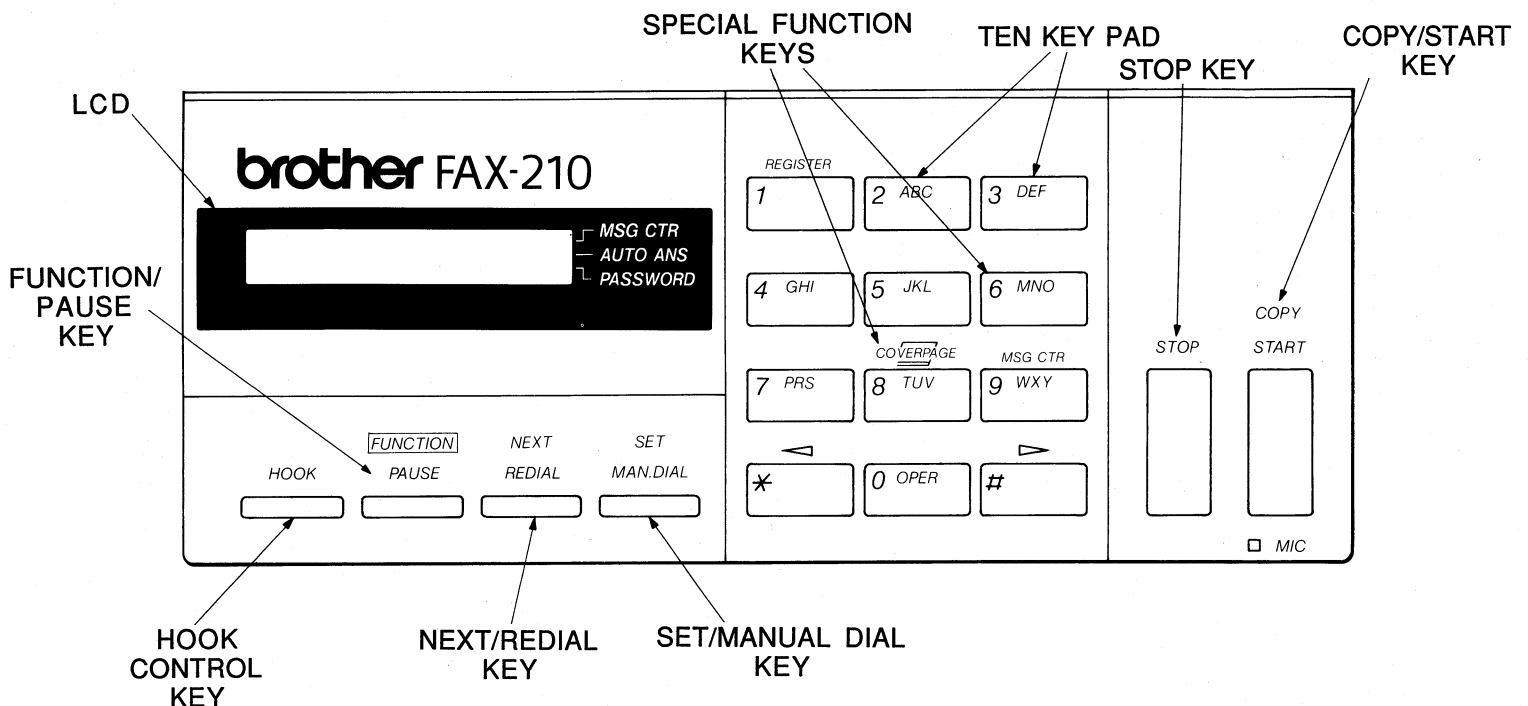 SPECIAL FUNCTION
KEYS
TEN KEY PAD
STOP KEY
COPY/START
KEY
LCD
brother FAX-210
MSG CTR
AUTO ANS
PASSWORD
FUNCTION/
PAUSE
KEY
REGISTER
1
2 ABC
3 DEF
4 GHI
5 JKL
6 MNO
COVERPAGE
MSG CTR
7 PRS
8 TUV
9 WXY
*
0 OPER
#
COPY
STOP
START
MIC
FUNCTION
NEXT
SET
HOOK
PAUSE
REDIAL
MAN.DIAL
HOOK
CONTROL
KEY
NEXT/REDIAL
KEY
SET/MANUAL DIAL
KEY